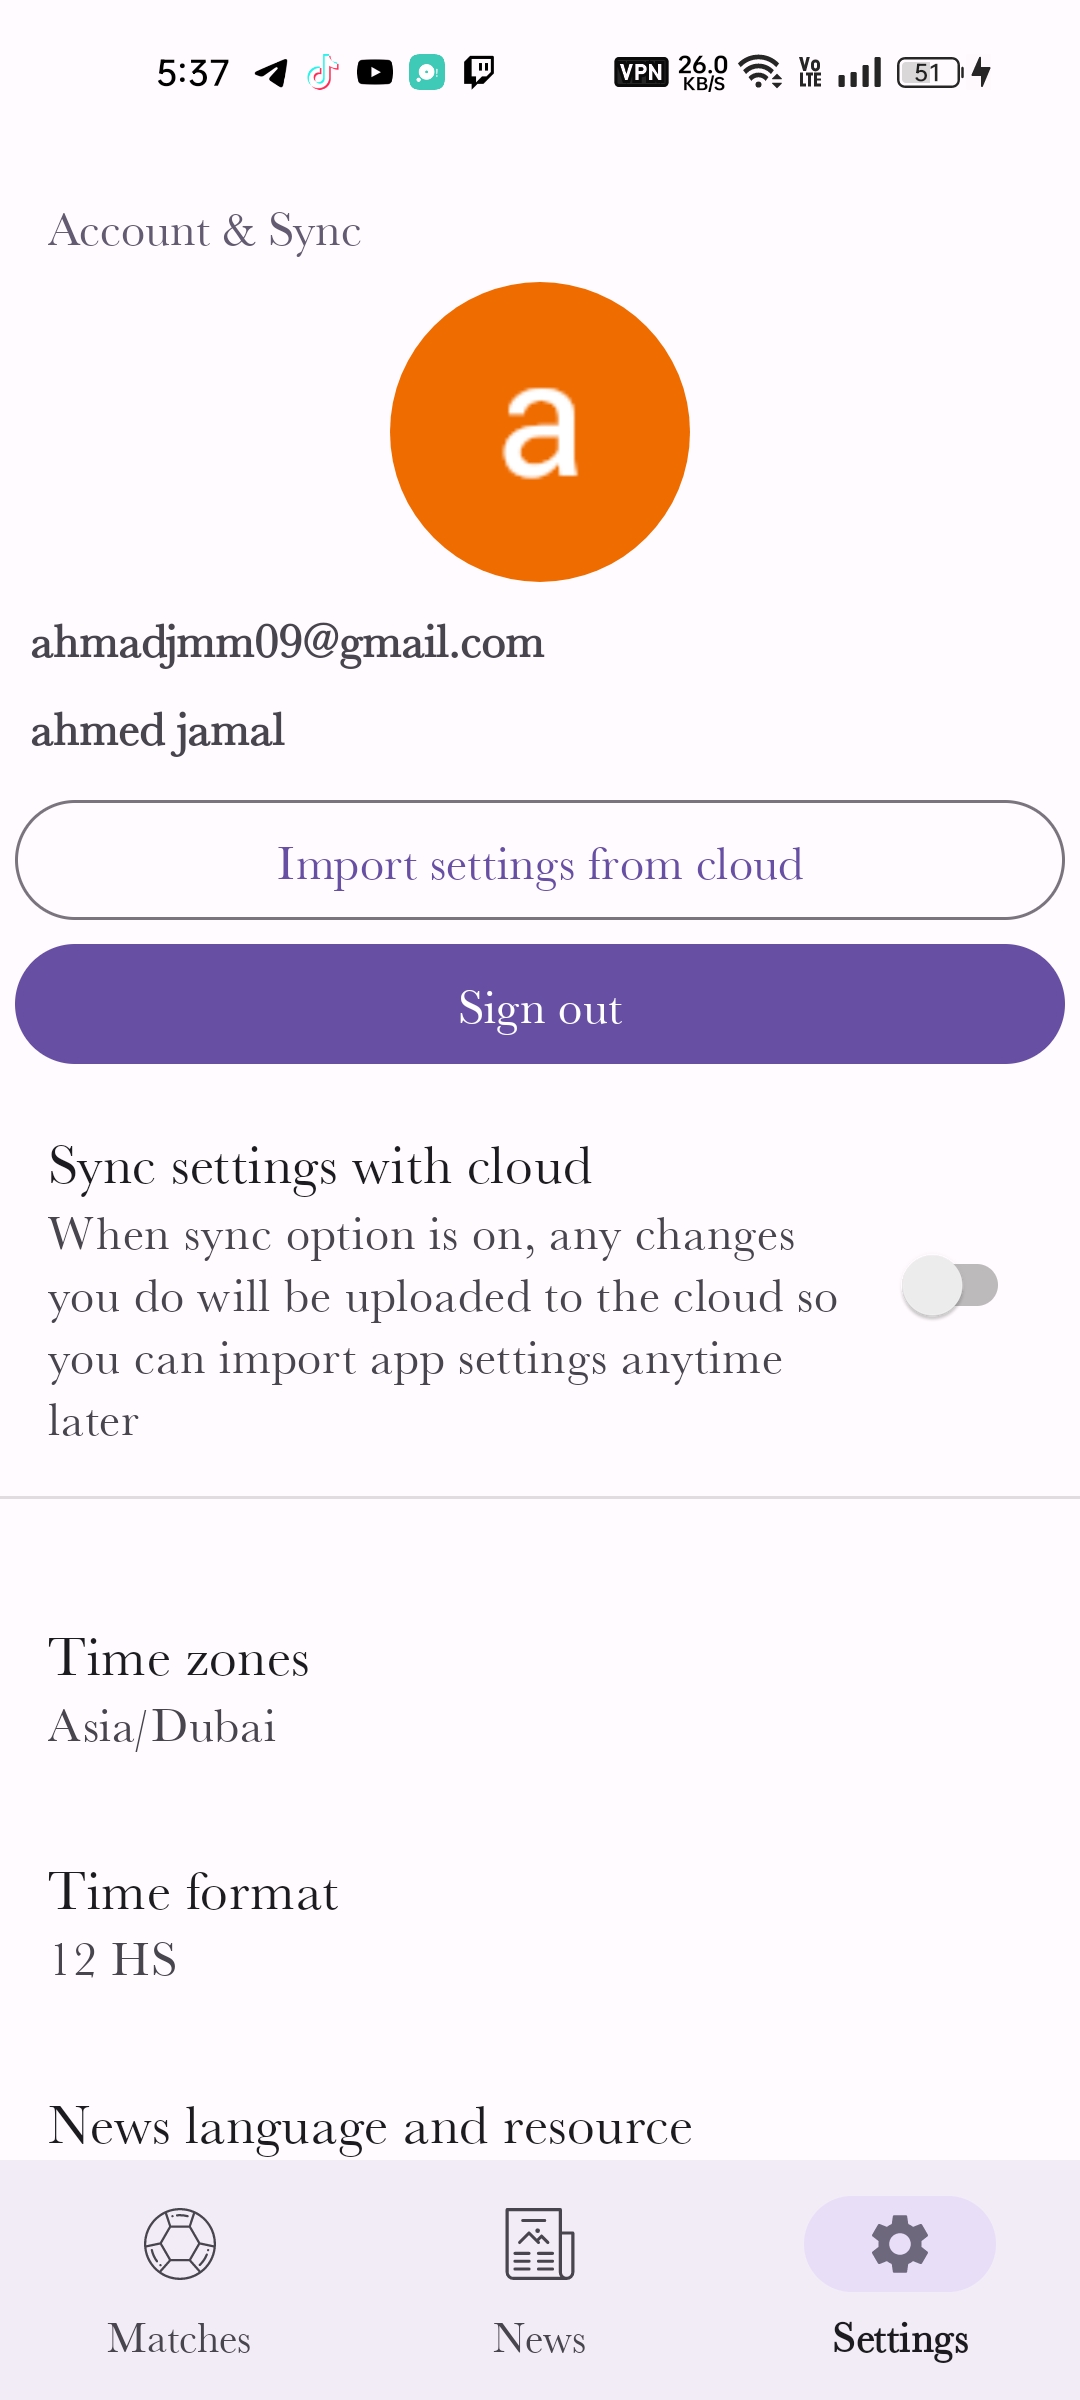 5:37
VPN
26.0
KB/S
Vo
LTE
51
Account & Sync
a
ahmadjmm09@gmail.com
ahmed jamal
Import settings from cloud
Sign out
Sync settings with cloud
When sync option is on, any changes
you do will be uploaded to the cloud so
you can import app settings anytime
later
Time zones
Asia/Dubai
Time format
12 HS
News language and resource
Matches
News
Settings